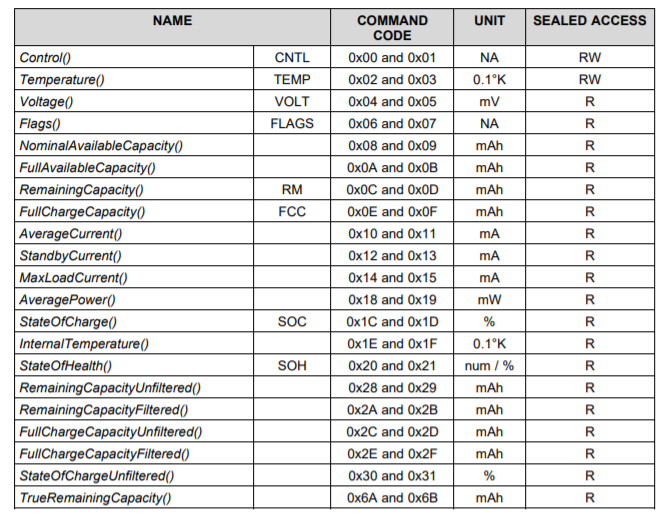 NAME COMMAND CODE UNIT SEALED ACCESS
Control() CNTL 0x00 and 0x01 NA RW
Temperature() TEMP 0x02 and 0x03 0.1°K RW
Voltage() VOLT 0x04 and 0x05 mV R
Flags() FLAGS 0x06 and 0x07 NA R
NominalAvailableCapacity() 0x08 and 0x09 mAh R
FullAvailableCapacity() 0x0A and 0x0B mAh R
RemainingCapacity() RM 0x0C and 0x0D mAh R
FullChargeCapacity() FCC 0x0E and 0x0F mAh R
AverageCurrent() 0x10 and 0x11 mA R
StandbyCurrent() 0x12 and 0x13 mA R
MaxLoadCurrent() 0x14 and 0x15 mA R
AveragePower() 0x18 and 0x19 mW R
StateOfCharge() SOC 0x1C and 0x1D % R
InternalTemperature() 0x1E and 0x1F 0.1°K R
StateOfHealth() SOH 0x20 and 0x21 num / % R
RemainingCapacityUnfiltered() 0x28 and 0x29 mAh R
RemainingCapacityFiltered() 0x2A and 0x2B mAh R
FullChargeCapacityUnfiltered() 0x2C and 0x2D mAh R
FullChargeCapacityFiltered() 0x2E and 0x2F mAh R
StateOfChargeUnfiltered() 0x30 and 0x31 % R
TrueRemainingCapacity() 0x6A and 0x6B mAh R